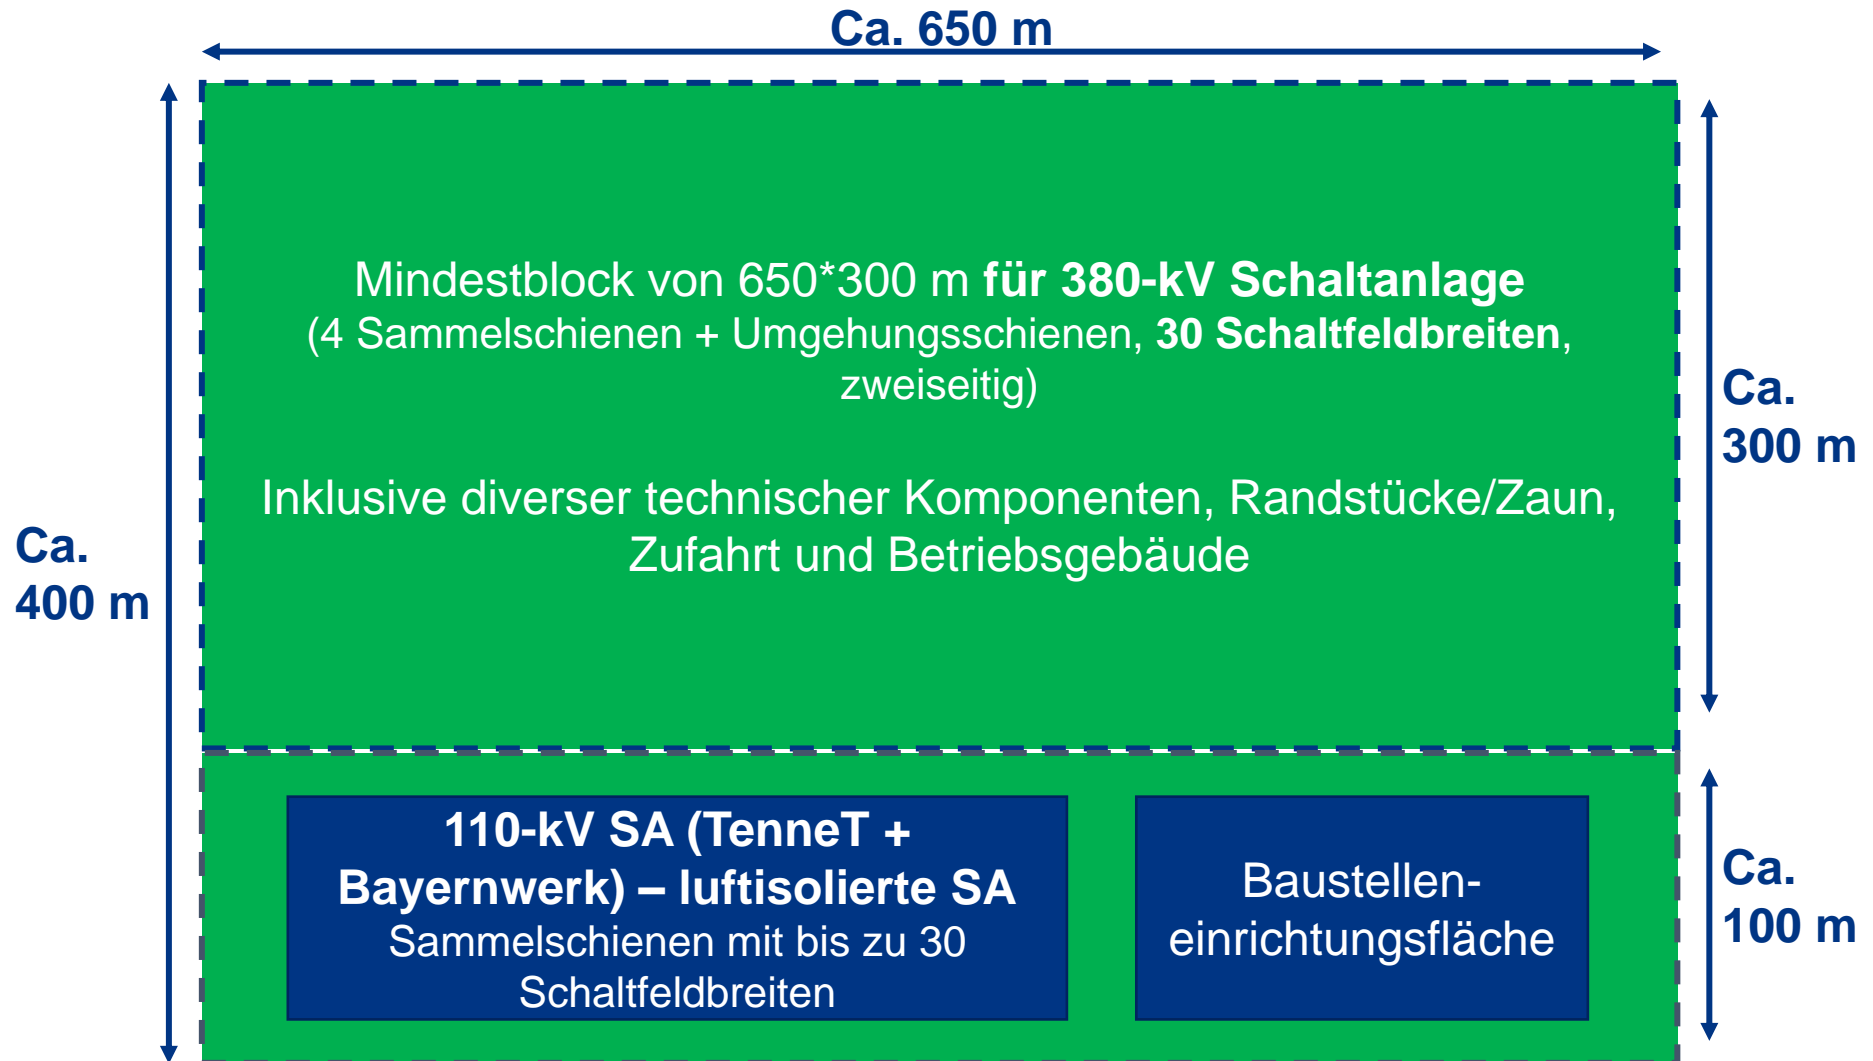 Ca. 650 m
Mindestblock von 650*300 m für 380-kV Schaltanlage
(4 Sammelschienen + Umgehungsschienen, 30 Schaltfeldbreiten,
zweiseitig)
Inklusive diverser technischer Komponenten, Randstücke/Zaun,
Zufahrt und Betriebsgebäude
Ca.
400 m
Ca.
300 m
110-kV SA (TenneT +
Bayernwerk) – luftisolierte SA
Sammelschienen mit bis zu 30
Schaltfeldbreiten
Baustellen-
einrichtungsfläche
Ca.
100 m